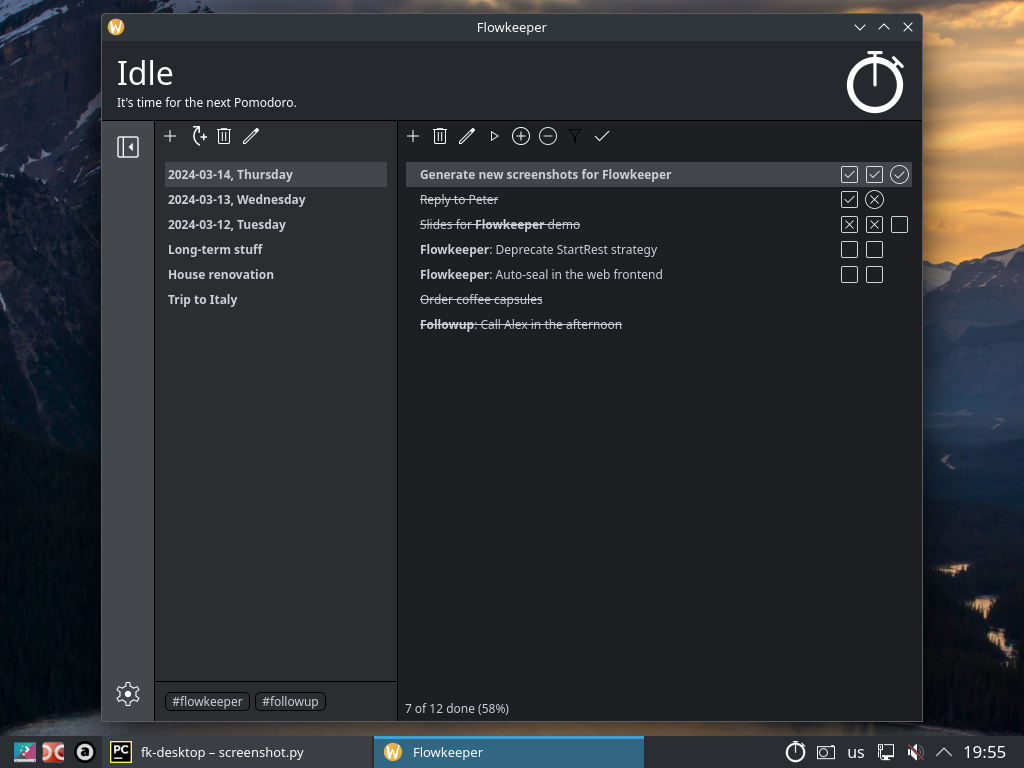 Flowkeeper
Idle
It's time for the next Pomodoro.
2024-03-14, Thursday
2024-03-13, Wednesday
2024-03-12, Tuesday
Long-term stuff
House renovation
Trip to Italy
#flowkeeper #followup
Generate new screenshots for Flowkeeper
Reply to Peter
Slides for Flowkeeper demo
Flowkeeper: Deprecate StartRest strategy
Flowkeeper: Auto-seal in the web frontend
Order coffee capsules
Followup: Call Alex in the afternoon
7 of 12 done (58%)
a PC fk-desktop – screenshot.py W Flowkeeper us 19:55